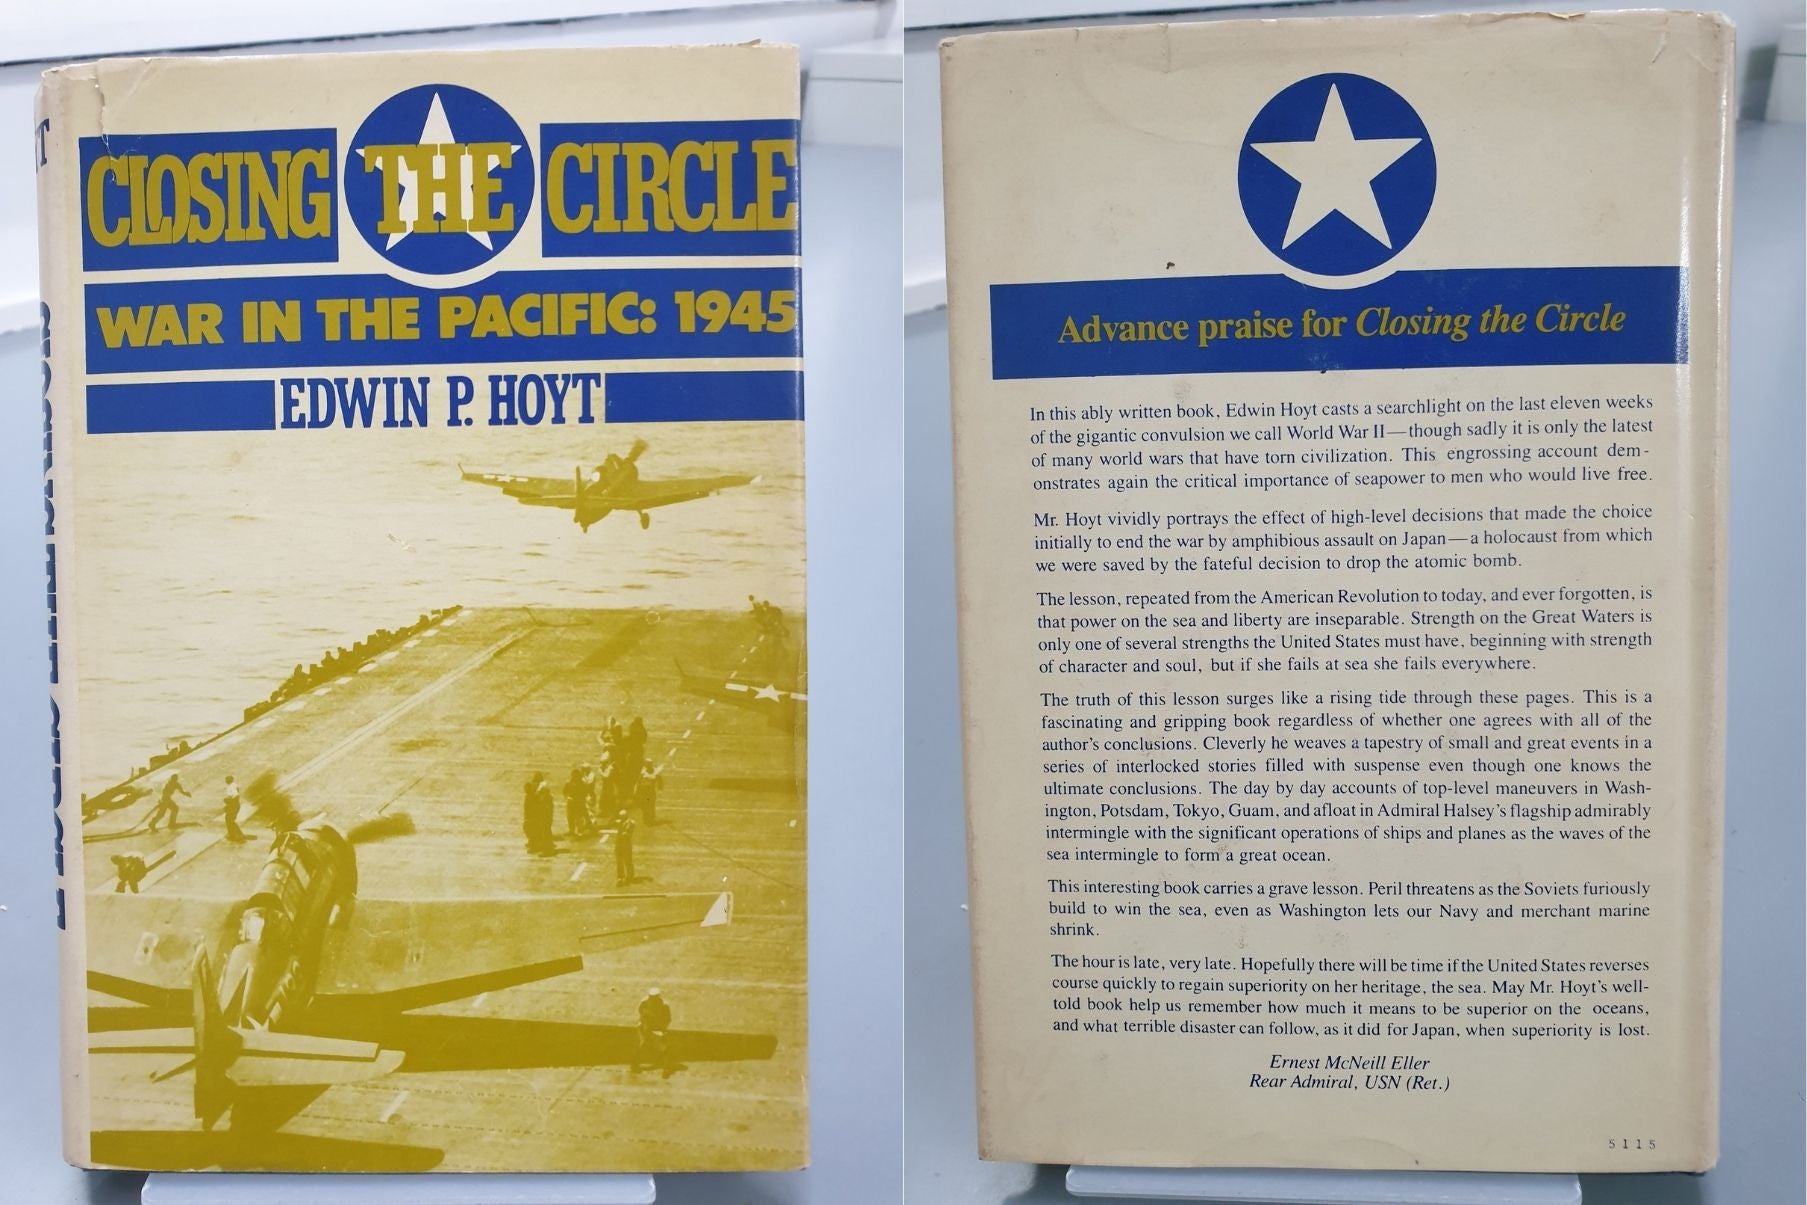 CLOSING THE CIRCLE
WAR IN THE PACIFIC: 1945
EDWIN P. HOYT
Advance praise for Closing the Circle
In this ably written book, Edwin Hoyt casts a searchlight on the last eleven weeks
of the gigantic convulsion we call World War II—though sadly it is only the latest
of many world wars that have torn civilization. This engrossing account dem-
onstrates again the critical importance of seapower to men who would live free.
Mr. Hoyt vividly portrays the effect of high-level decisions that made the choice
initially to end the war by amphibious assault on Japan—a holocaust from which
we were saved by the fateful decision to drop the atomic bomb.
The lesson, repeated from the American Revolution to today, and ever forgotten, is
that power on the sea and liberty are inseparable. Strength on the Great Waters is
only one of several strengths the United States must have, beginning with strength
of character and soul, but if she fails at sea she fails everywhere.
The truth of this lesson surges like a rising tide through these pages. This is a
fascinating and gripping book regardless of whether one agrees with all of the
author's conclusions. Cleverly he weaves a tapestry of small and great events in a
series of interlocked stories filled with suspense even though one knows the
ultimate conclusions. The day by day accounts of top-level maneuvers in Wash-
ington, Potsdam, Tokyo, Guam, and afloat in Admiral Halsey's flagship admirably
intermingle with the significant operations of ships and planes as the waves of the
sea intermingle to form a great ocean.
This interesting book carries a grave lesson. Peril threatens as the Soviets furiously
build to win the sea, even as Washington lets our Navy and merchant marine
shrink.
The hour is late, very late. Hopefully there will be time if the United States reverses
course quickly to regain superiority on her heritage, the sea. May Mr. Hoyt's well-
told book help us remember how much it means to be superior on the oceans,
and what terrible disaster can follow, as it did for Japan, when superiority is lost.
Ernest McNeill Eller
Rear Admiral, USN (Ret.)
5115